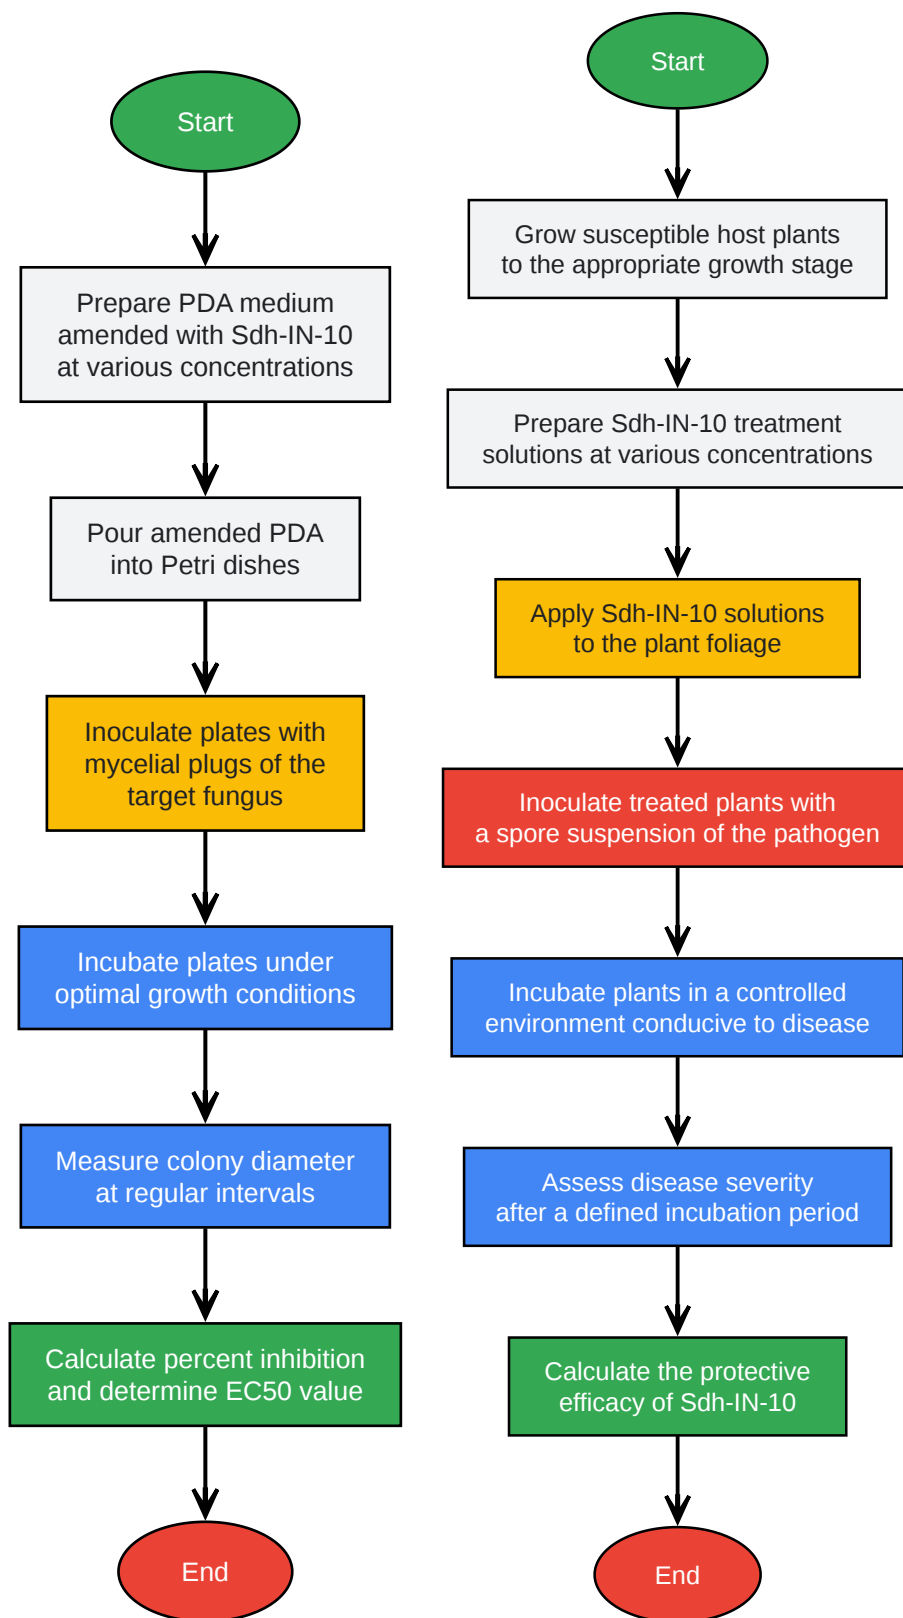 Start
Prepare PDA medium
amended with Sdh-IN-10
at various concentrations
Pour amended PDA
into Petri dishes
Inoculate plates with
mycelial plugs of the
target fungus
Incubate plates under
optimal growth conditions
Measure colony diameter
at regular intervals
Calculate percent inhibition
and determine EC50 value
End
Start
Grow susceptible host plants
to the appropriate growth stage
Prepare Sdh-IN-10 treatment
solutions at various concentrations
Apply Sdh-IN-10 solutions
to the plant foliage
Inoculate treated plants with
a spore suspension of the pathogen
Incubate plants in a controlled
environment conducive to disease
Assess disease severity
after a defined incubation period
Calculate the protective
efficacy of Sdh-IN-10
End